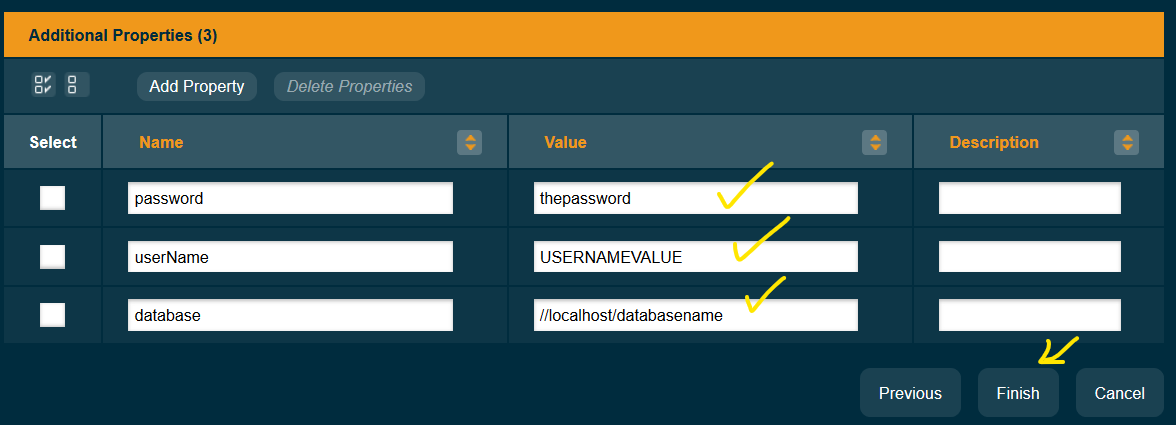 Additional Properties (3)
Add Property Delete Properties
Select Name Value Description
password thepassword
userName USERNAMEVALUE
database //localhost/databasename
Previous Finish Cancel